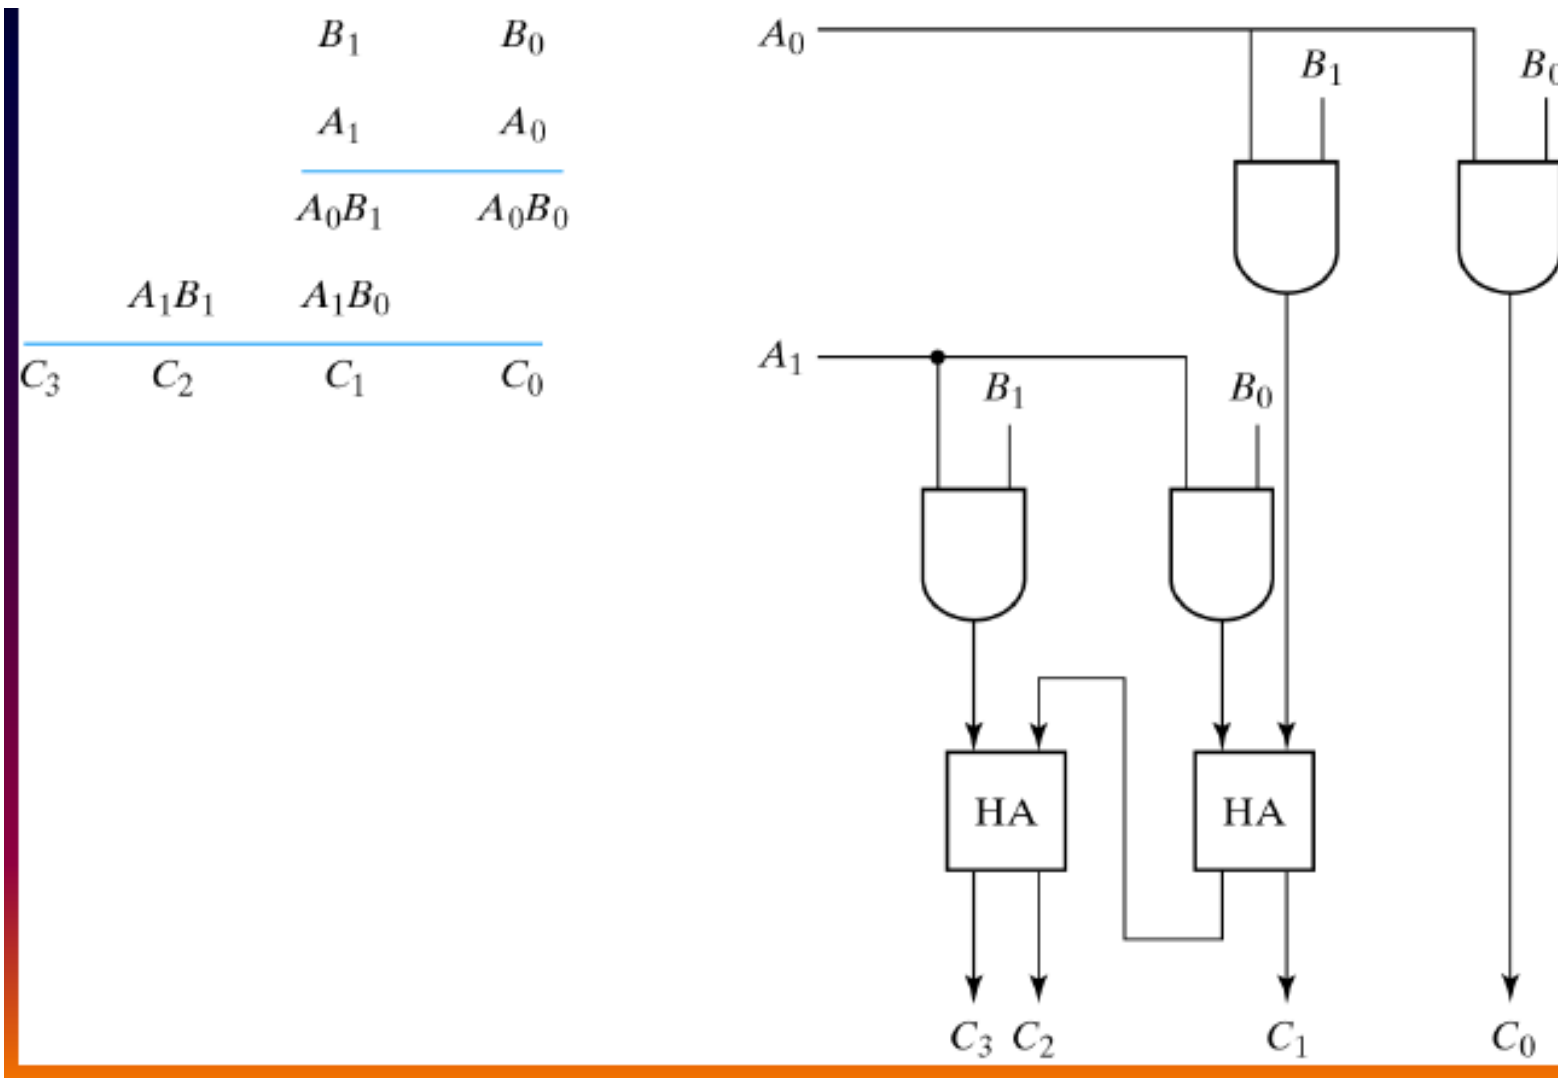 B₁ B₀
A₁ A₀
A₀B₁ A₀B₀
A₁B₁ A₁B₀
C₃ C₂ C₁ C₀
A₀
B₁ B₀
A₁
B₁ B₀
HA HA
C₃ C₂ C₁ C₀